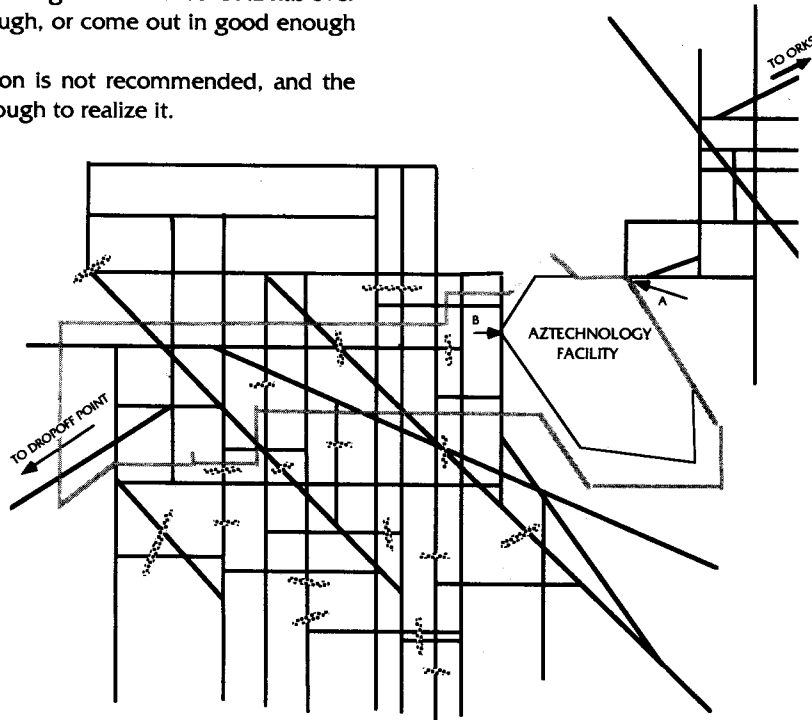 ugh, or come out in good enough
on is not recommended, and the
ough to realize it.
TO ORKS
A
B
AZTECHNOLOGY
FACILITY
TO DROPOFF POINT